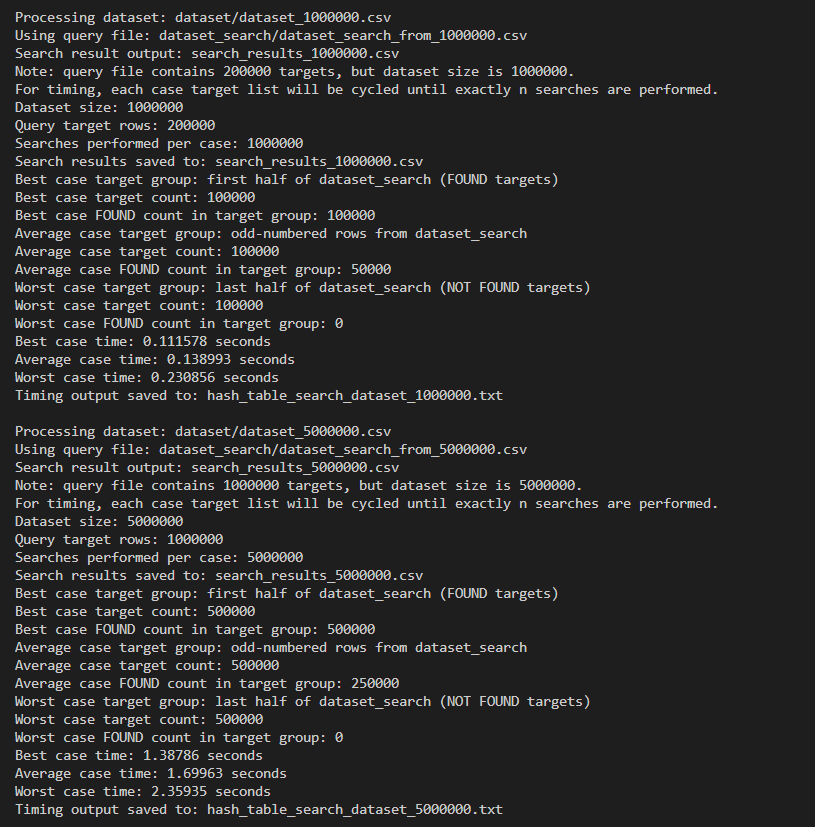 Processing dataset: dataset/dataset_1000000.csv
Using query file: dataset_search/dataset_search_from_1000000.csv
Search result output: search_results_1000000.csv
Note: query file contains 200000 targets, but dataset size is 1000000.
For timing, each case target list will be cycled until exactly n searches are performed.
Dataset size: 1000000
Query target rows: 200000
Searches performed per case: 1000000
Search results saved to: search_results_1000000.csv
Best case target group: first half of dataset_search (FOUND targets)
Best case target count: 100000
Best case FOUND count in target group: 100000
Average case target group: odd-numbered rows from dataset_search
Average case target count: 100000
Average case FOUND count in target group: 50000
Worst case target group: last half of dataset_search (NOT FOUND targets)
Worst case target count: 100000
Worst case FOUND count in target group: 0
Best case time: 0.111578 seconds
Average case time: 0.138993 seconds
Worst case time: 0.230856 seconds
Timing output saved to: hash_table_search_dataset_1000000.txt

Processing dataset: dataset/dataset_5000000.csv
Using query file: dataset_search/dataset_search_from_5000000.csv
Search result output: search_results_5000000.csv
Note: query file contains 1000000 targets, but dataset size is 5000000.
For timing, each case target list will be cycled until exactly n searches are performed.
Dataset size: 5000000
Query target rows: 1000000
Searches performed per case: 5000000
Search results saved to: search_results_5000000.csv
Best case target group: first half of dataset_search (FOUND targets)
Best case target count: 500000
Best case FOUND count in target group: 500000
Average case target group: odd-numbered rows from dataset_search
Average case target count: 500000
Average case FOUND count in target group: 250000
Worst case target group: last half of dataset_search (NOT FOUND targets)
Worst case target count: 500000
Worst case FOUND count in target group: 0
Best case time: 1.38786 seconds
Average case time: 1.69963 seconds
Worst case time: 2.35935 seconds
Timing output saved to: hash_table_search_dataset_5000000.txt